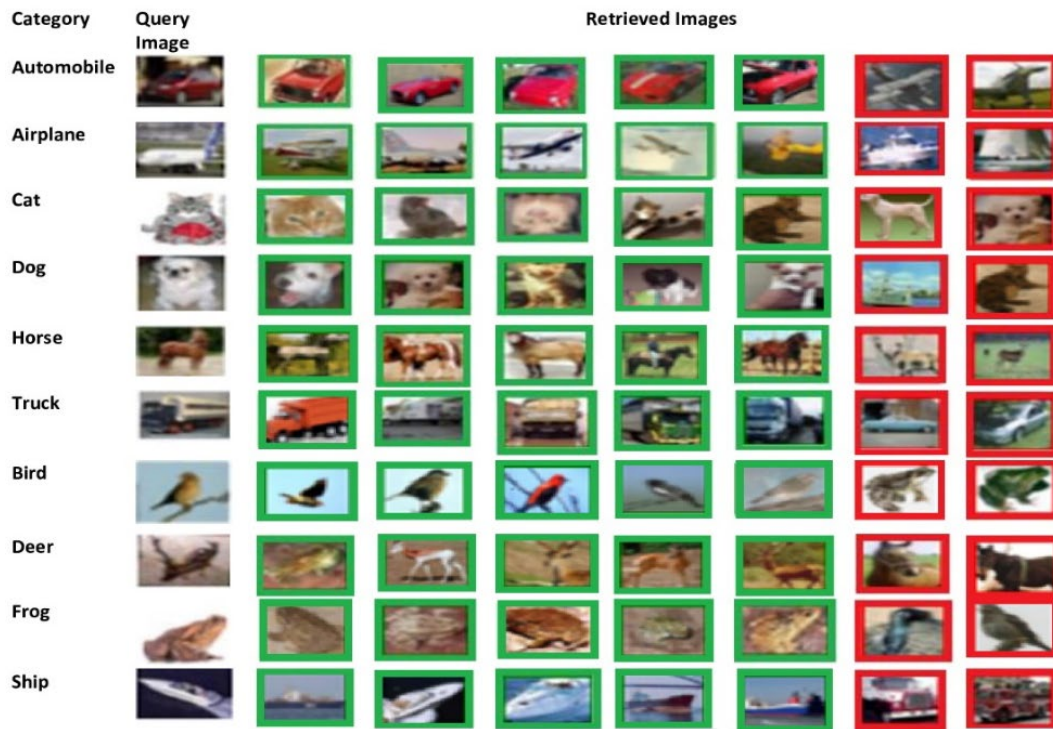 Category Query Image Retrieved Images
Automobile
Airplane
Cat
Dog
Horse
Truck
Bird
Deer
Frog
Ship